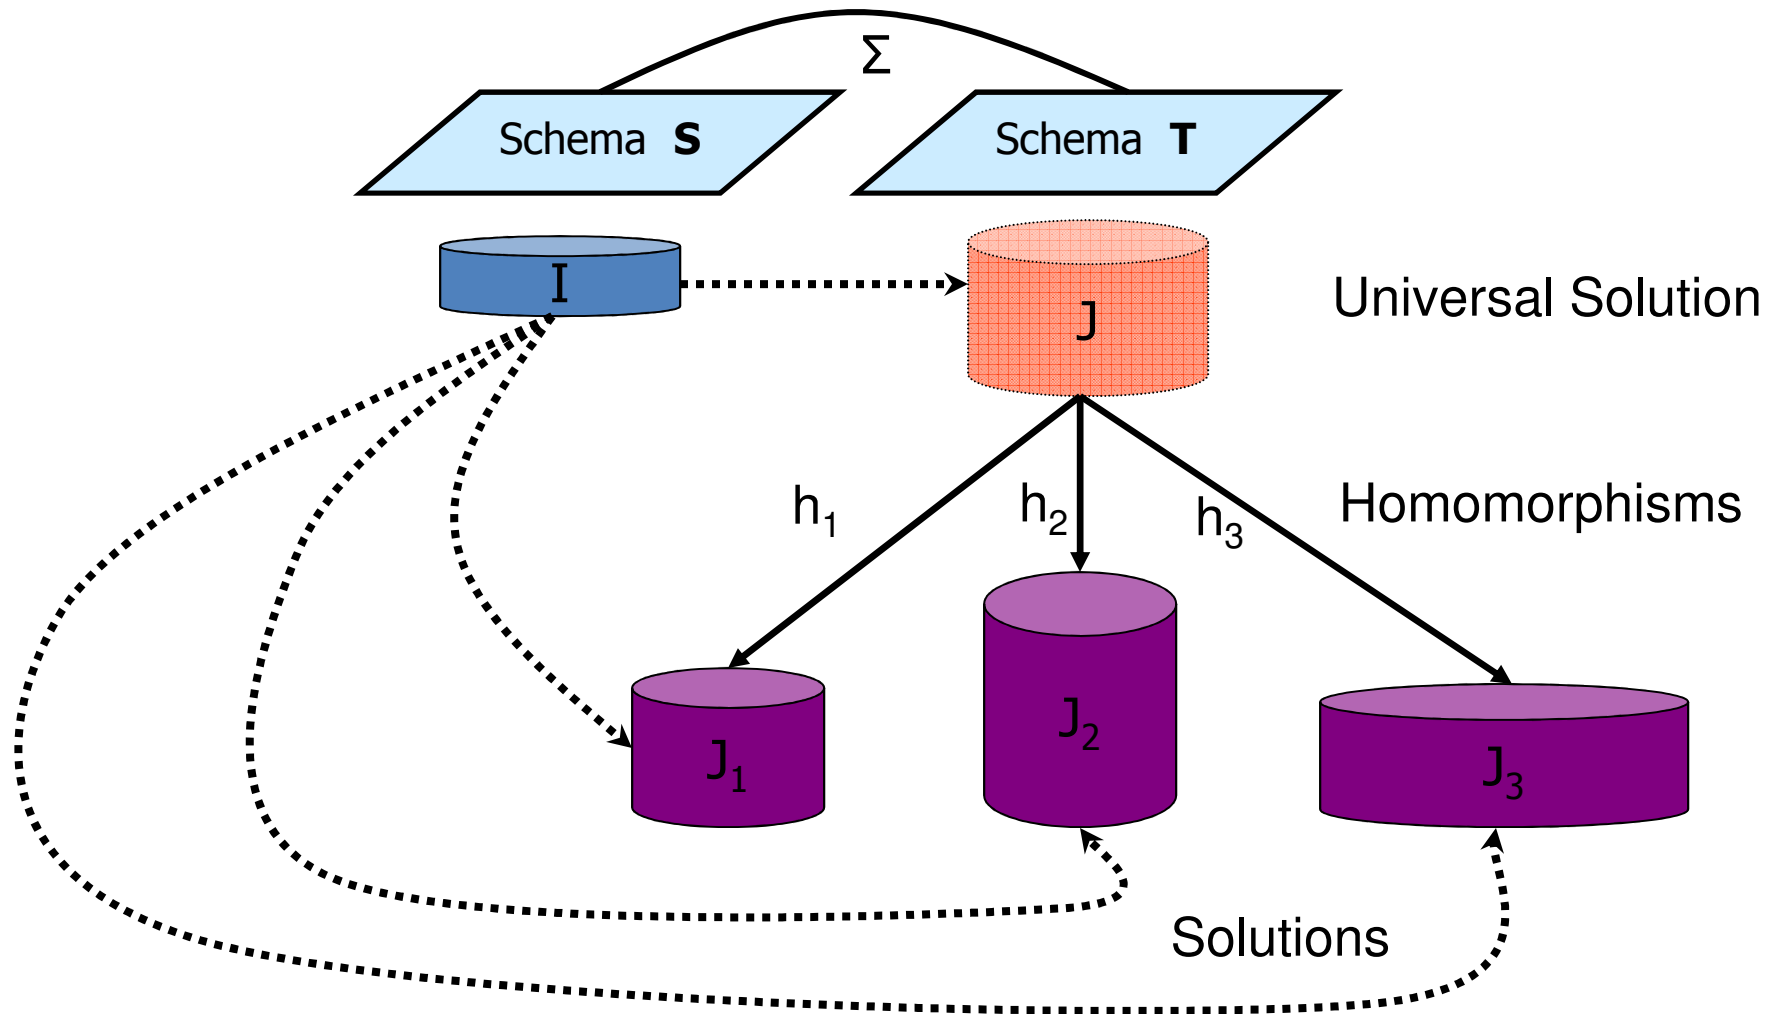 Σ
Schema S
Schema T
I
J
Universal Solution
h₁
h₂
h₃
Homomorphisms
J₁
J₂
J₃
Solutions